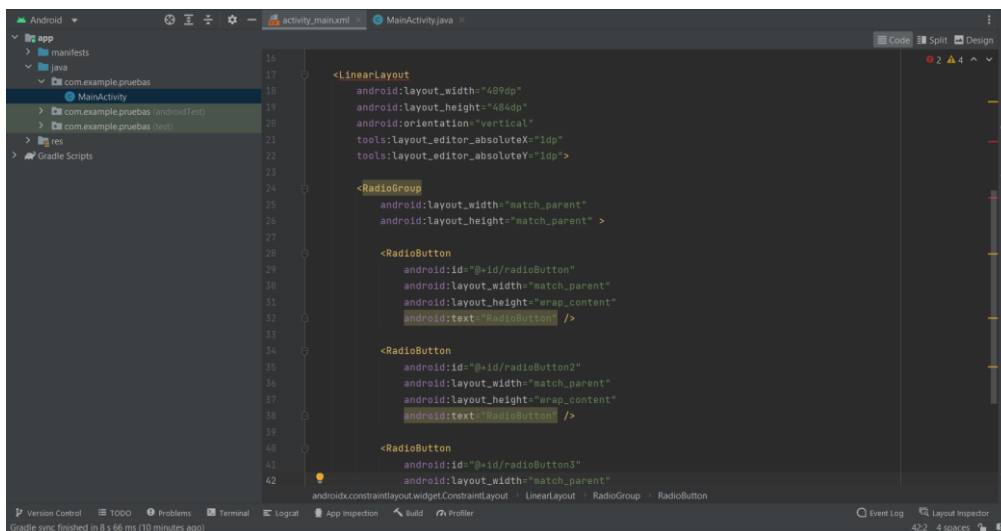 Android
activity_main.xml
MainActivity.java
app
Code
Split
Design
manifests
java
com.example.pruebas
MainActivity
com.example.pruebas (androidTest)
com.example.pruebas (test)
res
Gradle Scripts
2
4
16
17 <LinearLayout
18 android:layout_width="409dp"
19 android:layout_height="484dp"
20 android:orientation="vertical"
21 tools:layout_editor_absoluteX="1dp"
22 tools:layout_editor_absoluteY="1dp">
23
24 <RadioGroup
25 android:layout_width="match_parent"
26 android:layout_height="match_parent" >
27
28 <RadioButton
29 android:id="@+id/radioButton"
30 android:layout_width="match_parent"
31 android:layout_height="wrap_content"
32 android:text="RadioButton" />
33
34 <RadioButton
35 android:id="@+id/radioButton2"
36 android:layout_width="match_parent"
37 android:layout_height="wrap_content"
38 android:text="RadioButton" />
39
40 <RadioButton
41 android:id="@+id/radioButton3"
42 android:layout_width="match_parent"
androidx.constraintlayout.widget.ConstraintLayout LinearLayout RadioGroup RadioButton
Version Control TODO Problems Terminal Logcat App Inspection Build Profiler Event Log Layout Inspector
Gradle sync finished in 8 s 66 ms (10 minutes ago) 42:2 4 spaces